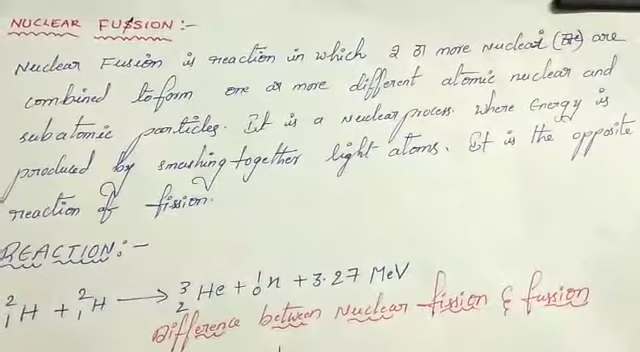 NUCLEAR FUSSION :-
Nuclear Fusion is reaction in which 2 or more Nuclei are
combined to form one or more different atomic nuclear and
subatomic particles. It is a nuclear process. Where Energy is
produced by smashing together light atoms. It is the opposite
reaction of fission.
REACTION :-
²₁H + ²₁H → ³₂He + ¹₀n + 3.27 MeV
Difference between Nuclear fission & fussion